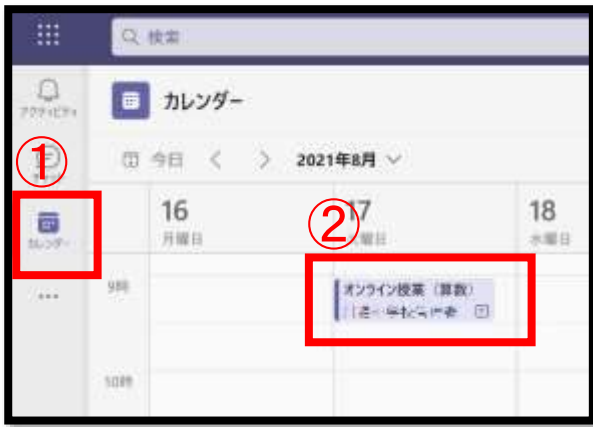 検索
アクティビティ
カレンダー
①
今日 < > 2021年8月
カレンダー
16 ②17 18
月曜日 火曜日 水曜日
9時
オンライン授業（算数）
10時